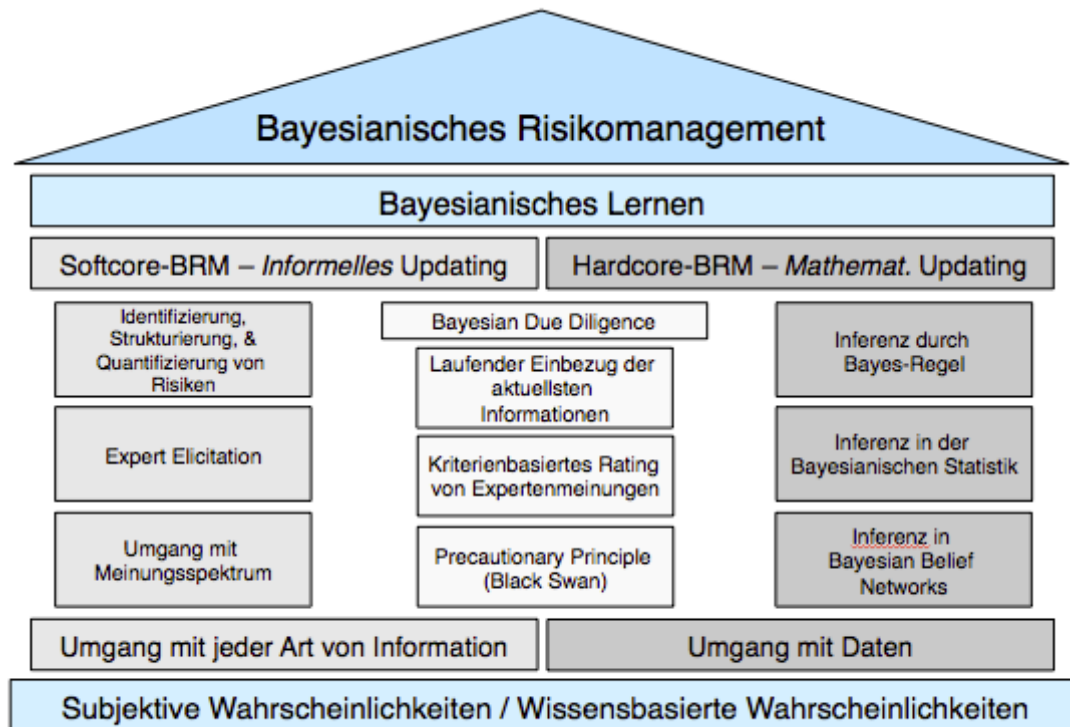 Bayesianisches Risikomanagement
Bayesianisches Lernen
Softcore-BRM – Informelles Updating
Hardcore-BRM – Mathemat. Updating
Identifizierung,
Strukturierung, &
Quantifizierung von
Risiken
Expert Elicitation
Umgang mit
Meinungsspektrum
Bayesian Due Diligence
Laufender Einbezug der
aktuellsten
Informationen
Kriterienbasiertes Rating
von Expertenmeinungen
Precautionary Principle
(Black Swan)
Inferenz durch
Bayes-Regel
Inferenz in der
Bayesianischen Statistik
Inferenz in
Bayesian Belief
Networks
Umgang mit jeder Art von Information
Umgang mit Daten
Subjektive Wahrscheinlichkeiten / Wissensbasierte Wahrscheinlichkeiten